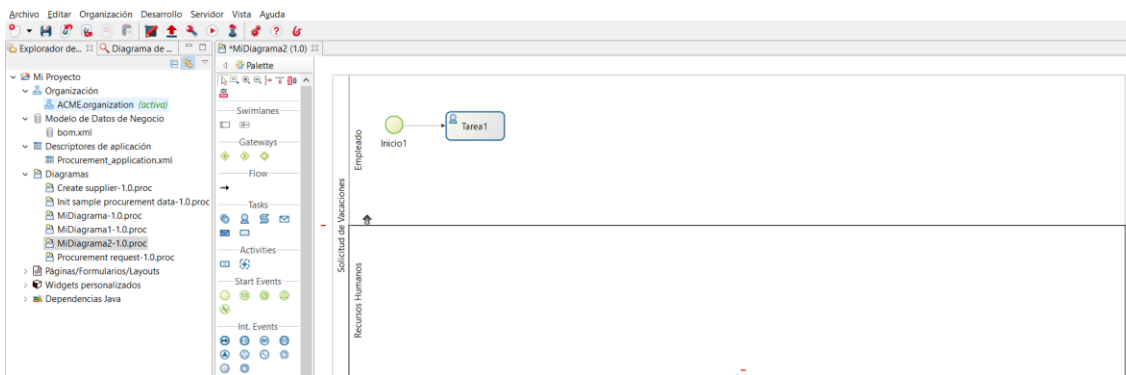 Archivo Editar Organización Desarrollo Servidor Vista Ayuda
Explorador de... Diagrama de ... *MiDiagrama2 (1.0)
Mi Proyecto
Organización
ACME.organization (activa)
Modelo de Datos de Negocio
bom.xml
Descriptores de aplicación
Procurement_application.xml
Diagramas
Create supplier-1.0.proc
Init sample procurement data-1.0.proc
MiDiagrama-1.0.proc
MiDiagrama1-1.0.proc
MiDiagrama2-1.0.proc
Procurement request-1.0.proc
Páginas/Formularios/Layouts
Widgets personalizados
Dependencias Java
Palette
Swimlanes
Gateways
Flow
Tasks
Activities
Start Events
Int. Events
Solicitud de Vacaciones
Empleado
Inicio1
Tarea1
Recursos Humanos